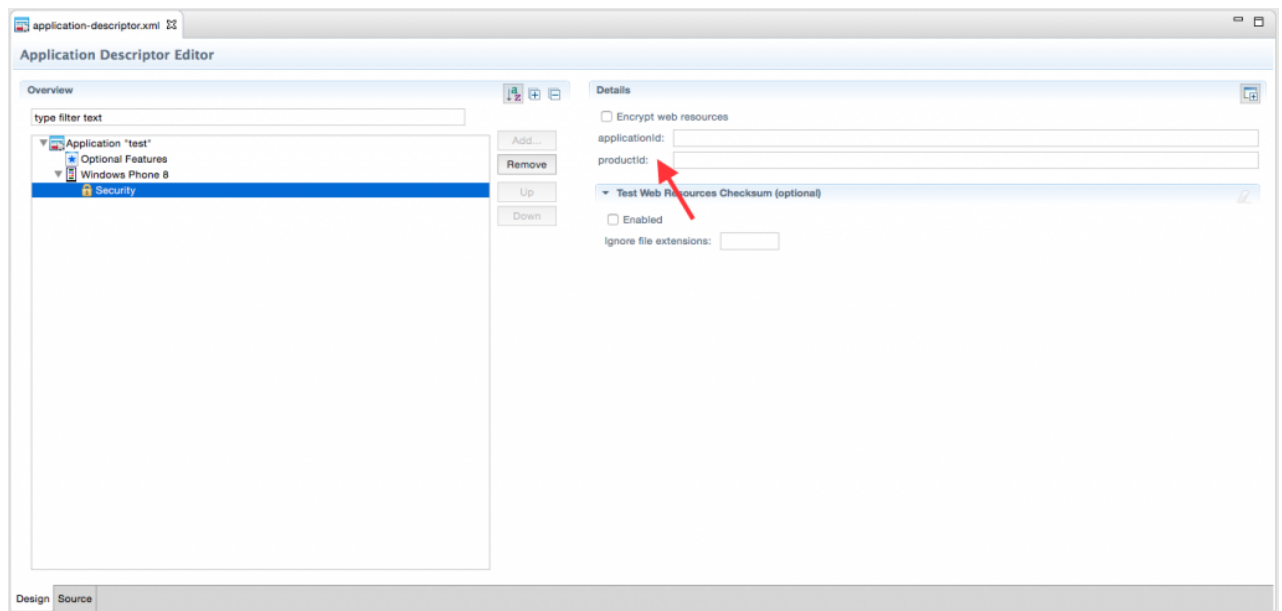 application-descriptor.xml
Application Descriptor Editor
Overview
type filter text
Application "test"
Optional Features
Windows Phone 8
Security
Add...
Remove
Up
Down
Details
Encrypt web resources
applicationId:
productId:
Test Web Resources Checksum (optional)
Enabled
Ignore file extensions:
Design Source